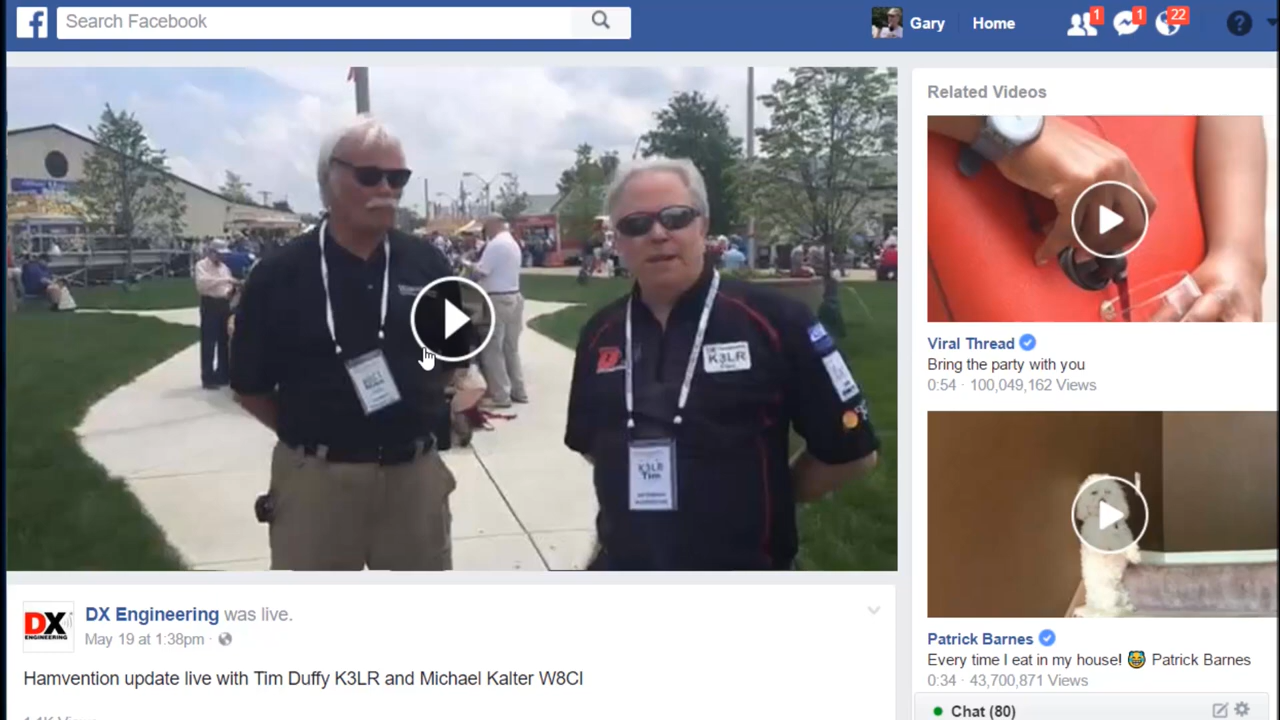 Search Facebook
Gary
Home
1
1
22
?
K3LR
K3LR
Tim
Related Videos
Viral Thread
Bring the party with you
0:54 · 100,049,162 Views
Patrick Barnes
Every time I eat in my house! 😹 Patrick Barnes
0:34 · 43,700,871 Views
Chat (80)
DX
ENGINEERING
DX Engineering was live.
May 19 at 1:38pm ·
Hamvention update live with Tim Duffy K3LR and Michael Kalter W8CI